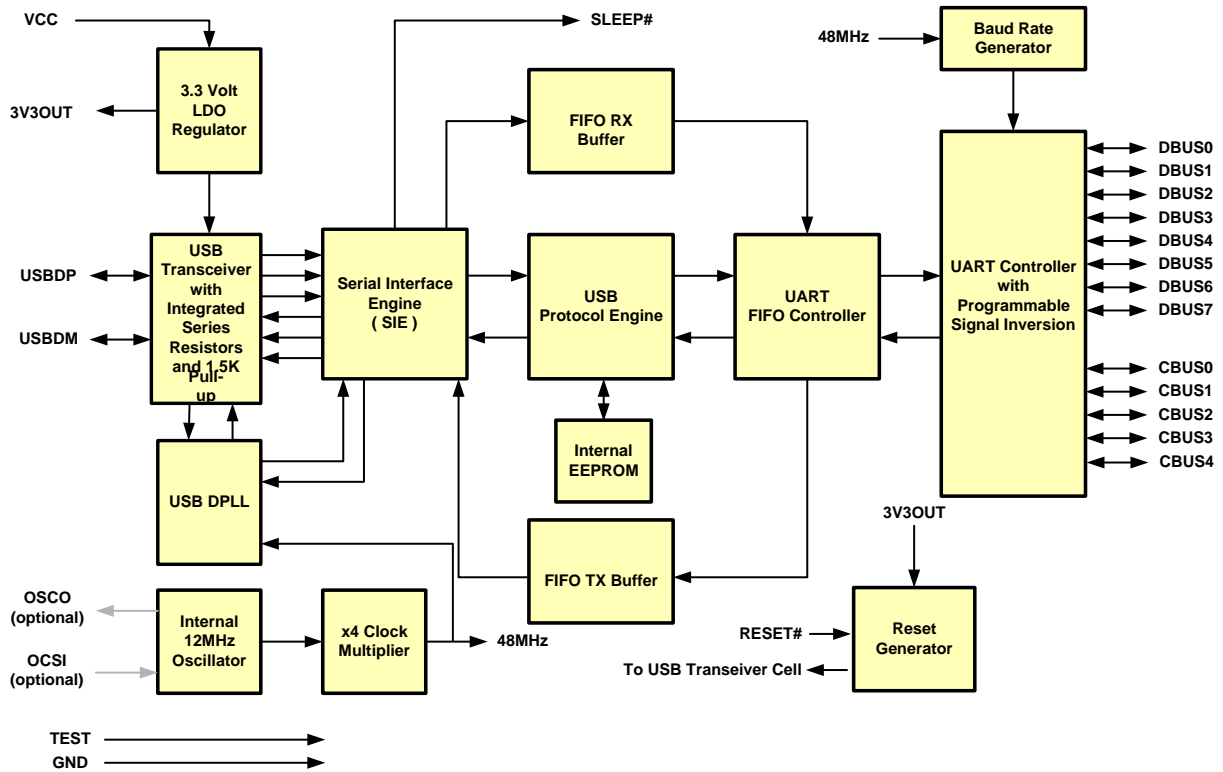 VCC
SLEEP#
48MHz
Baud Rate
Generator
3.3 Volt
LDO
Regulator
3V3OUT
FIFO RX
Buffer
DBUS0
DBUS1
DBUS2
DBUS3
DBUS4
DBUS5
DBUS6
DBUS7
USBDP
USBDM
USB
Transceiver
with
Integrated
Series
Resistors
and 1.5K
Pull-
up
Serial Interface
Engine
( SIE )
USB
Protocol Engine
UART
FIFO Controller
UART Controller
with
Programmable
Signal Inversion
CBUS0
CBUS1
CBUS2
CBUS3
CBUS4
USB DPLL
Internal
EEPROM
3V3OUT
FIFO TX Buffer
OSCO
(optional)
OCSI
(optional)
Internal
12MHz
Oscillator
x4 Clock
Multiplier
48MHz
RESET#
Reset
Generator
To USB Transeiver Cell
TEST
GND